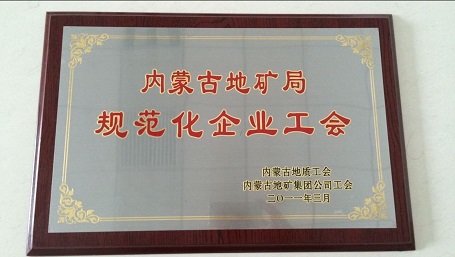 内蒙古地矿局
规范化企业工会
内蒙古地质工会
内蒙古地矿集团公司工会
二〇一一年三月